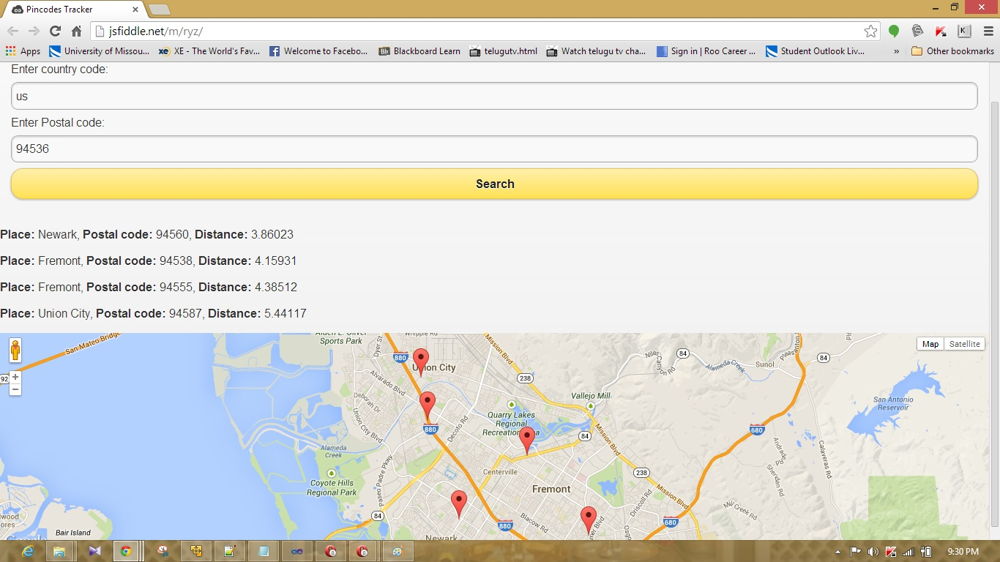 Pincodes Tracker
jsfiddle.net/m/ryz/
Apps University of Missou... XE - The World's Fav... Welcome to Facebo... Bb Blackboard Learn telugutv.html Watch telugu tv cha... Sign in | Roo Career ... Student Outlook Liv... » Other bookmarks
Enter country code:
us
Enter Postal code:
94536
Search
Place: Newark, Postal code: 94560, Distance: 3.86023
Place: Fremont, Postal code: 94538, Distance: 4.15931
Place: Fremont, Postal code: 94555, Distance: 4.38512
Place: Union City, Postal code: 94587, Distance: 5.44117
Map Satellite
San Mateo Bridge
Sports Park
Dyer St
Whipple Rd
Mission Blvd
880
Union City
Niles Canyon Rd
84
Alameda Creek
Sunol
84
92
+
−
Alvarado Blvd
238
Deborah
Vallejo Mill
San Antonio Reservoir
Quarry Lakes
Regional
Union City Blvd
880
Decoto Rd
84
Mission Blvd
680
Alameda Creek
Andrade Rd
Calaveras Rd
Paseo Padre Pkwy
Centerville
238
Sheridan Rd
Coyote Hills
Regional Park
Fremont
Mission Blvd
Driscoll Rd
Mill Creek Rd
84
Blacow Rd
880
680
Bair Island
Newark
9:30 PM